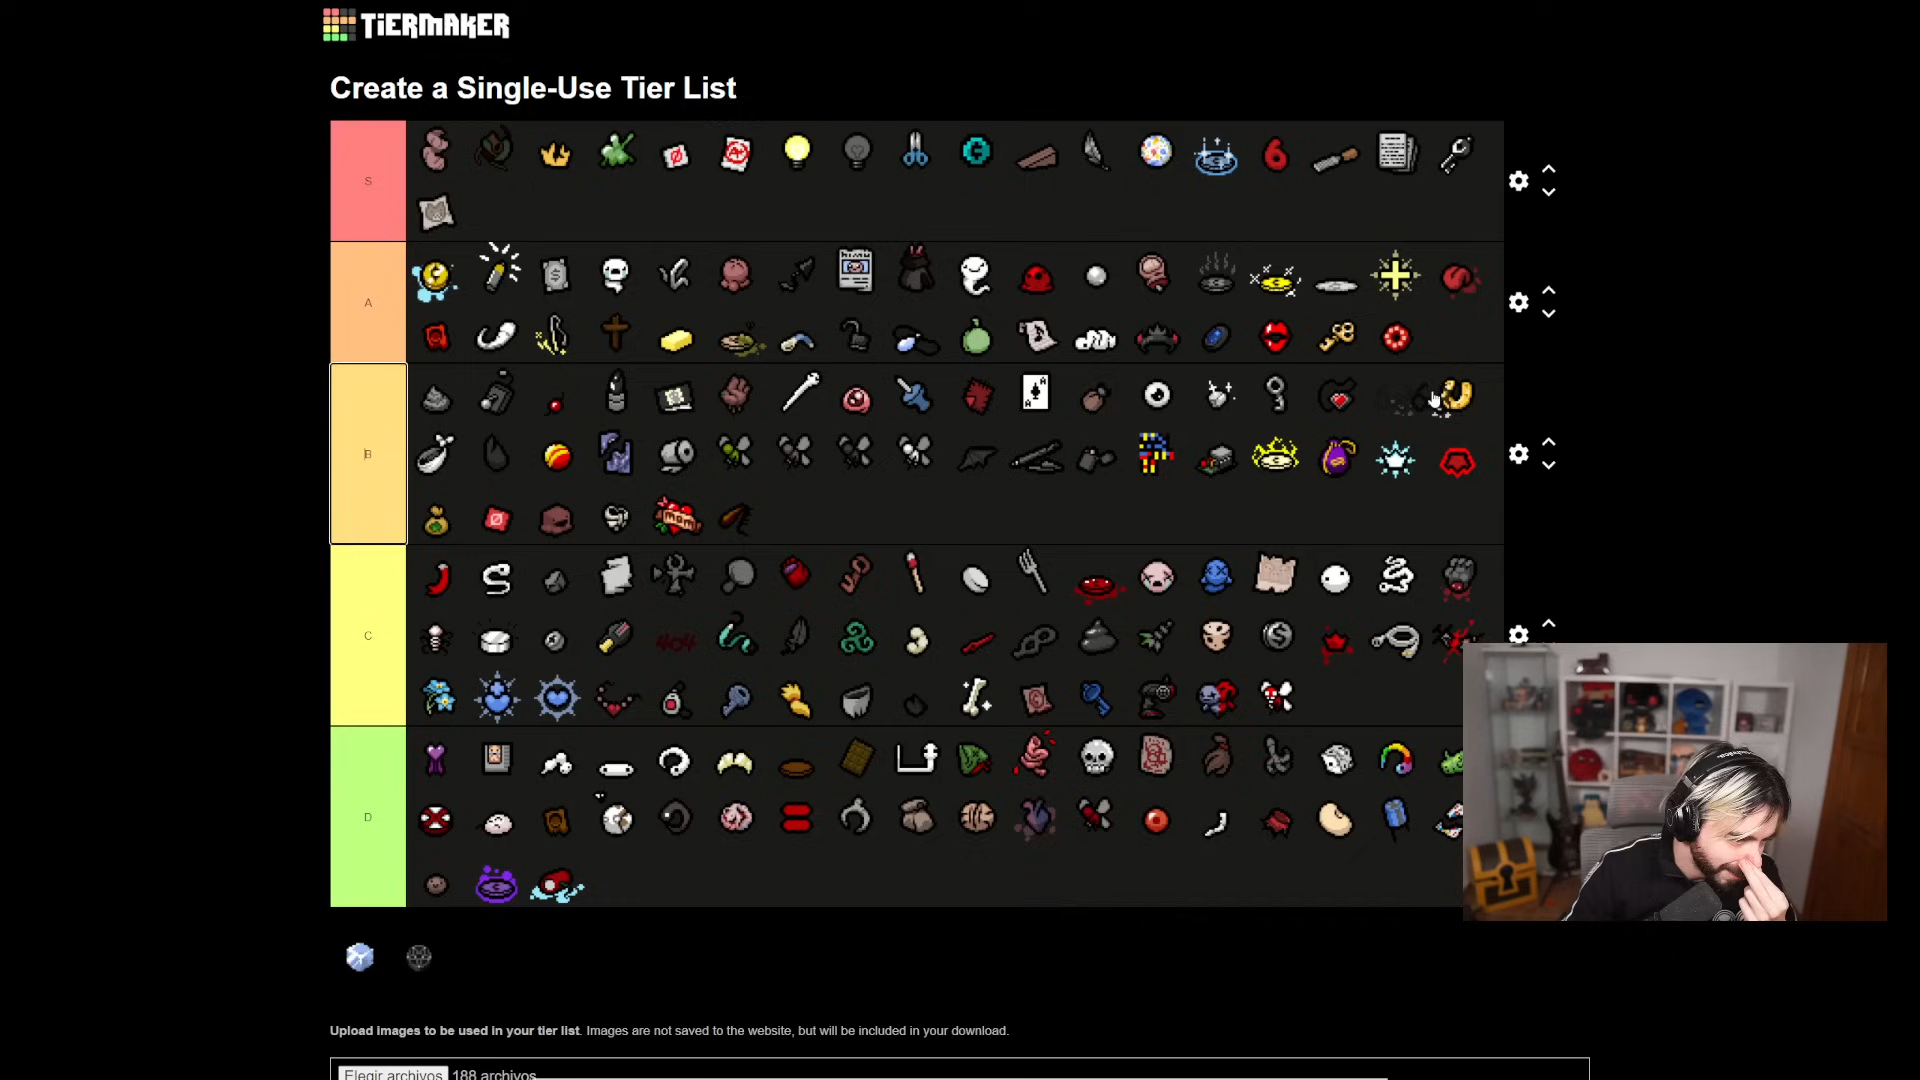 TiERMAKER
Create a Single-Use Tier List
S
A
B
C
D
Upload images to be used in your tier list. Images are not saved to the website, but will be included in your download.
Elegir archivos 188 archivos